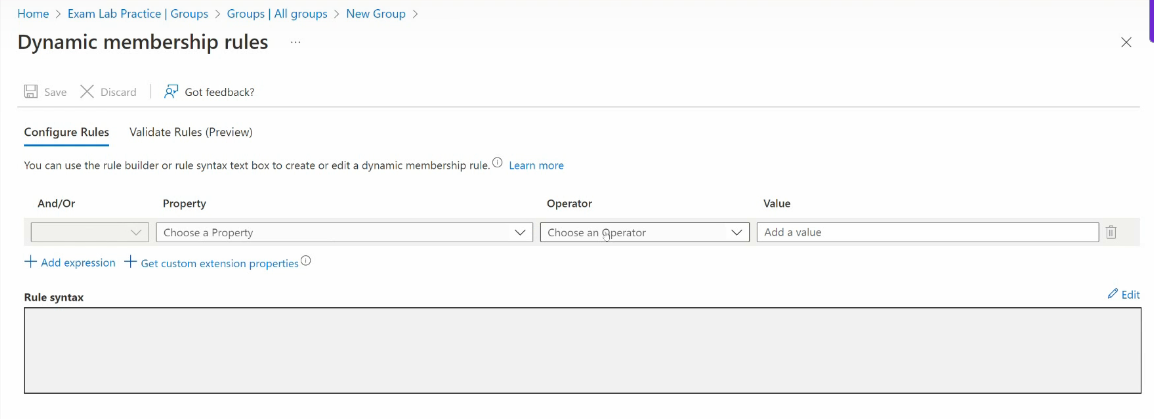 Home > Exam Lab Practice | Groups > Groups | All groups > New Group >
Dynamic membership rules ...
Save Discard Got feedback?
Configure Rules Validate Rules (Preview)
You can use the rule builder or rule syntax text box to create or edit a dynamic membership rule. Learn more
And/Or Property Operator Value
Choose a Property Choose an Operator Add a value
+ Add expression + Get custom extension properties
Rule syntax Edit